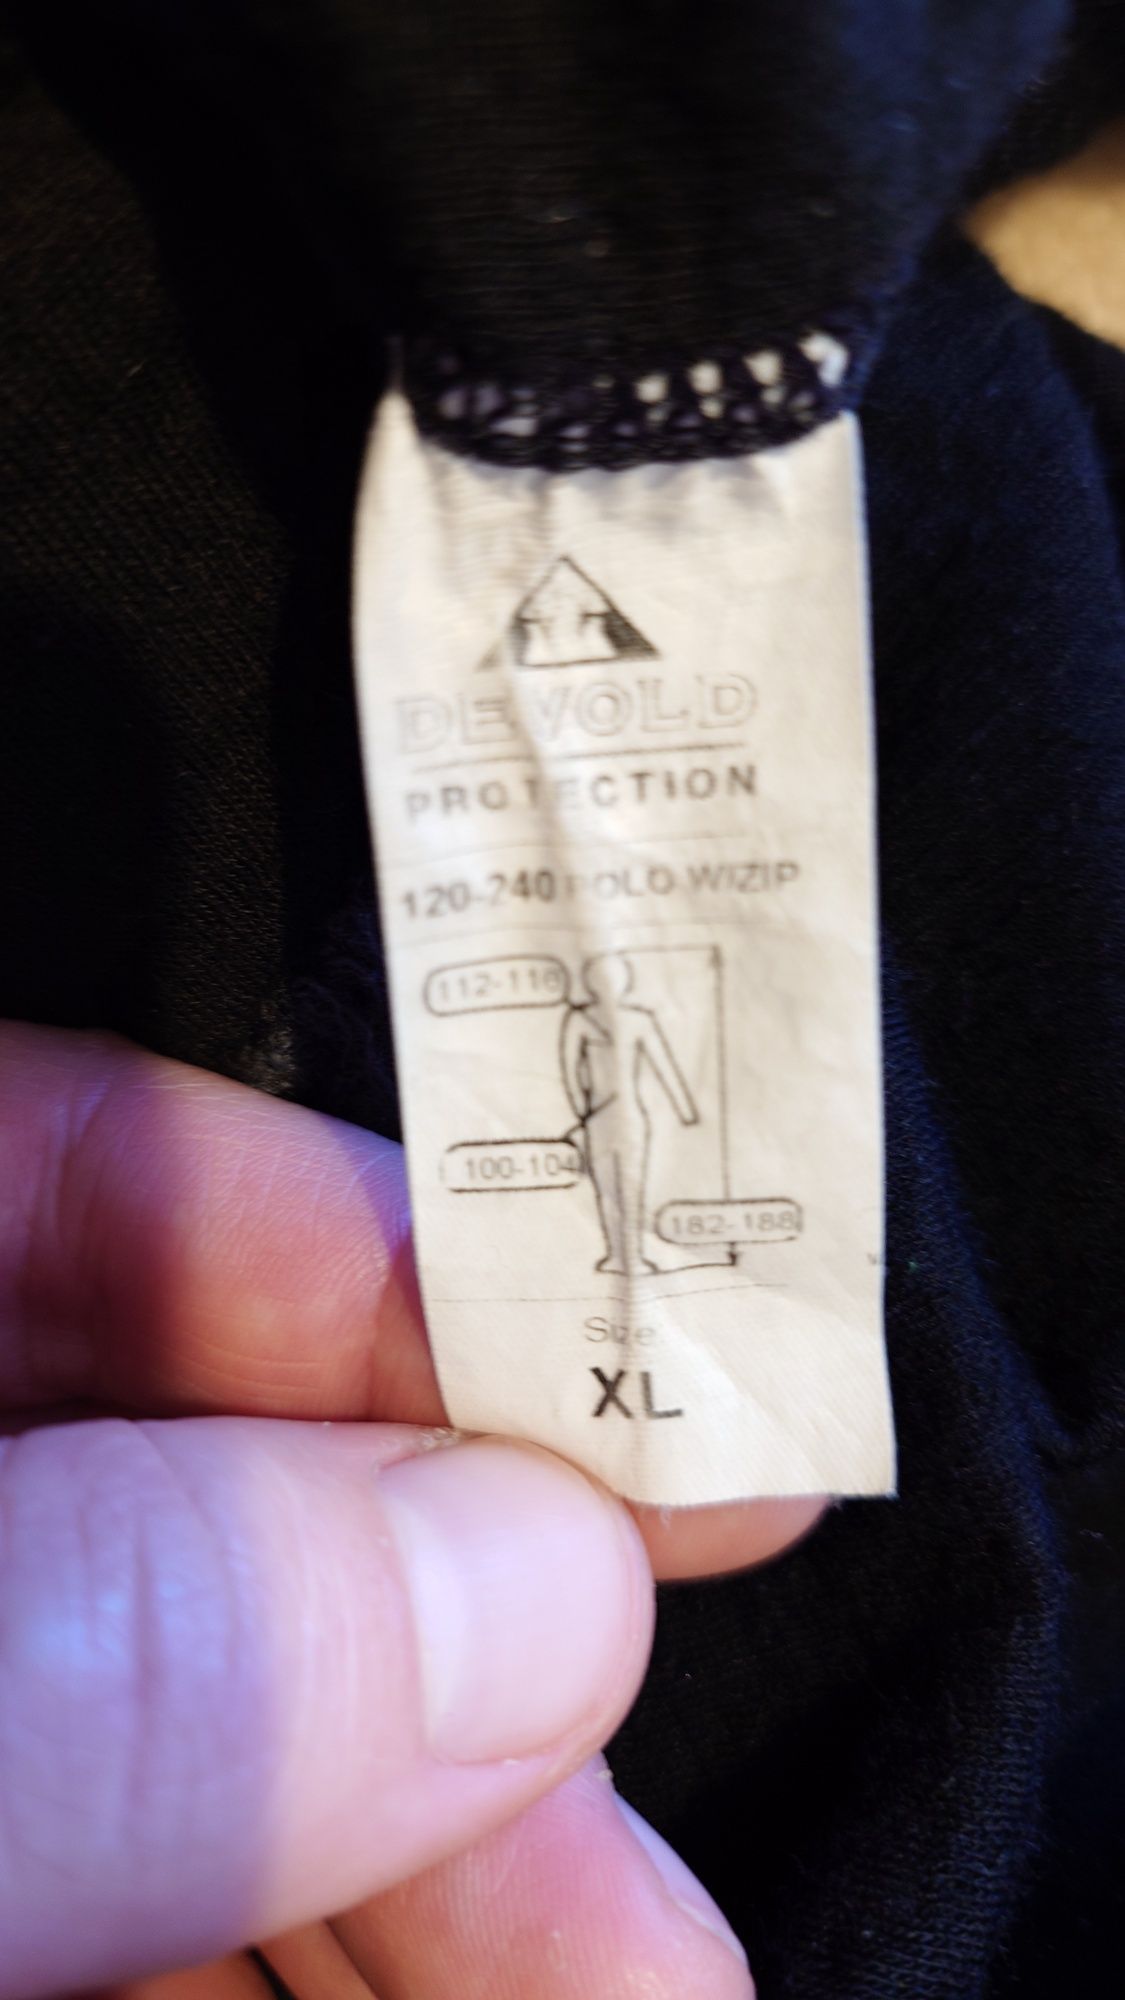 DEVOLD
PROTECTION
120-240 POLO W/ZIP
112-116
100-104
182-188
Size:
XL